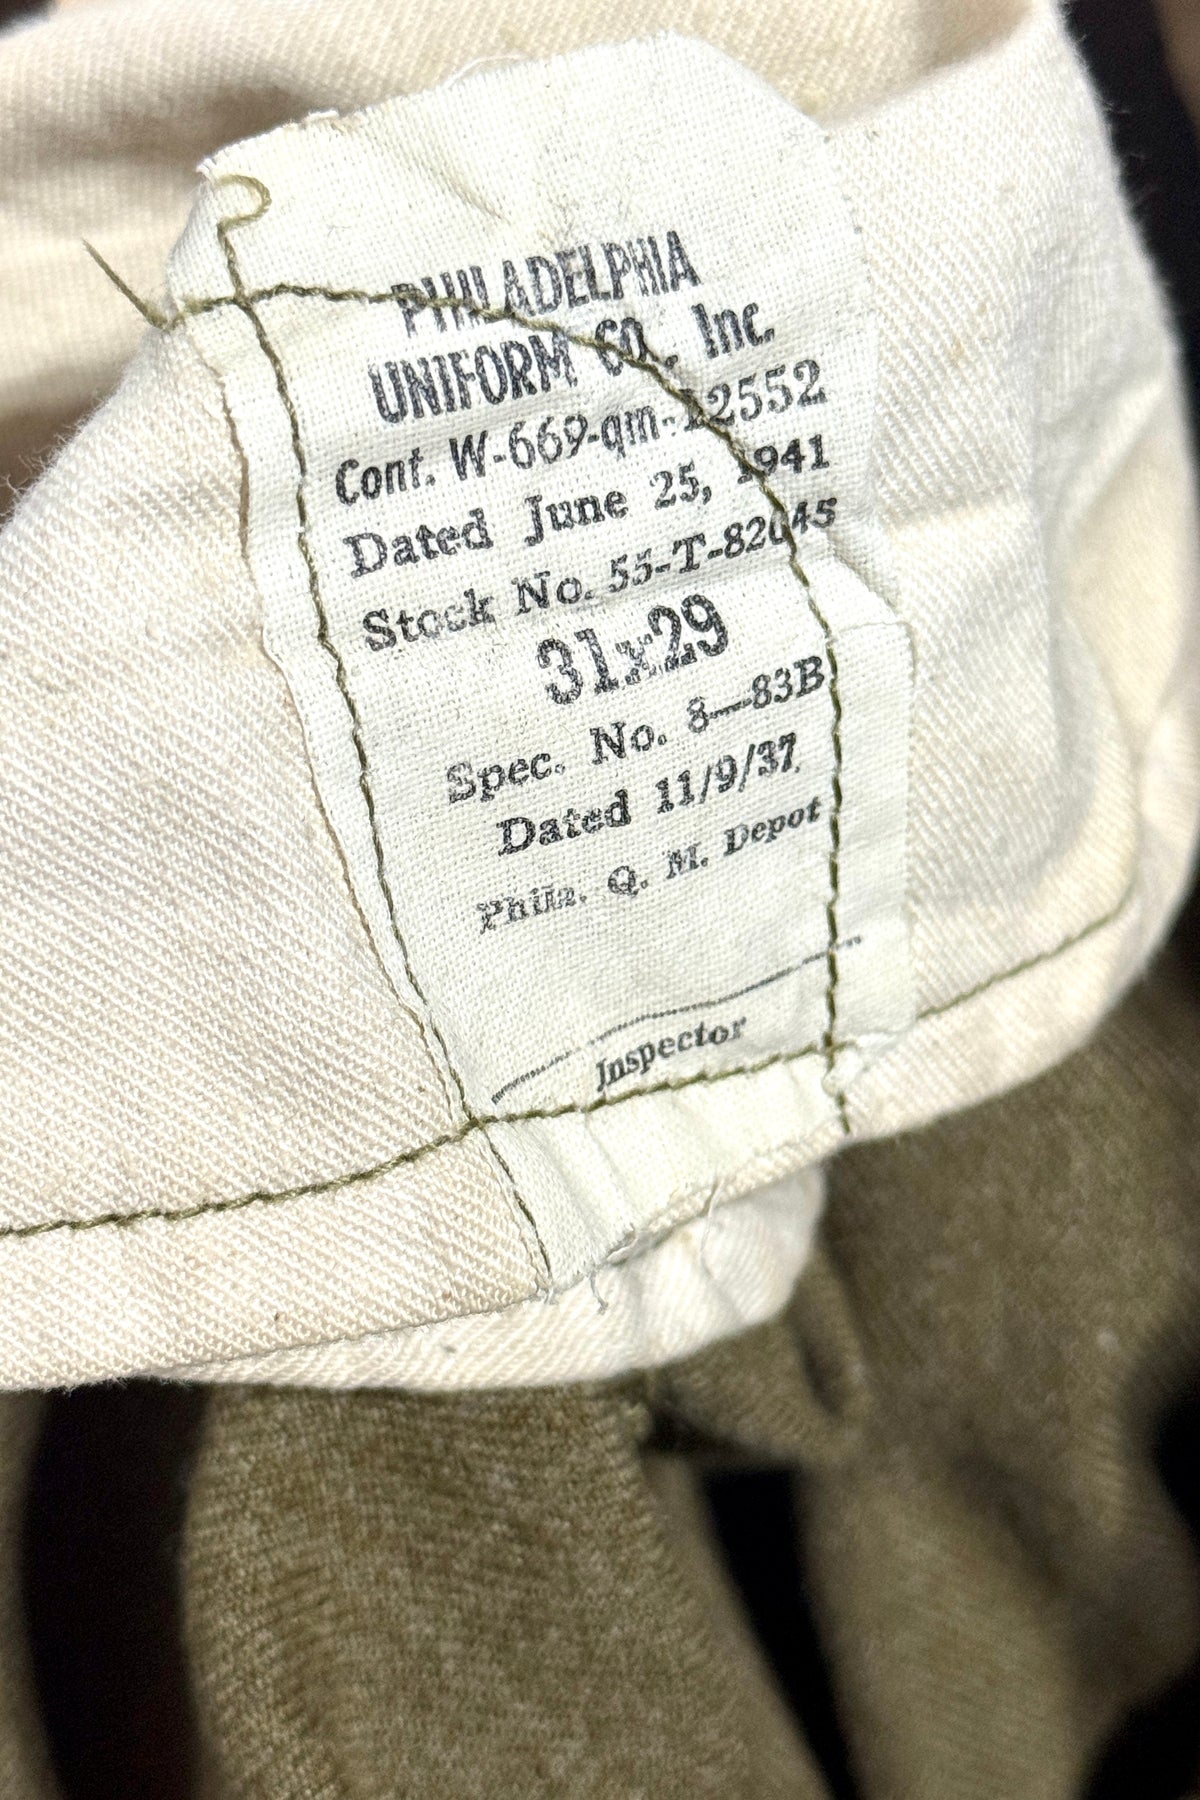 PHILADELPHIA
UNIFORM CO., Inc.
Cont. W-669-qm-12552
Dated June 25, 1941
Stock No. 55-T-82045
31x29
Spec. No. 8—83B
Dated 11/9/37
Phila. Q. M. Depot
Inspector